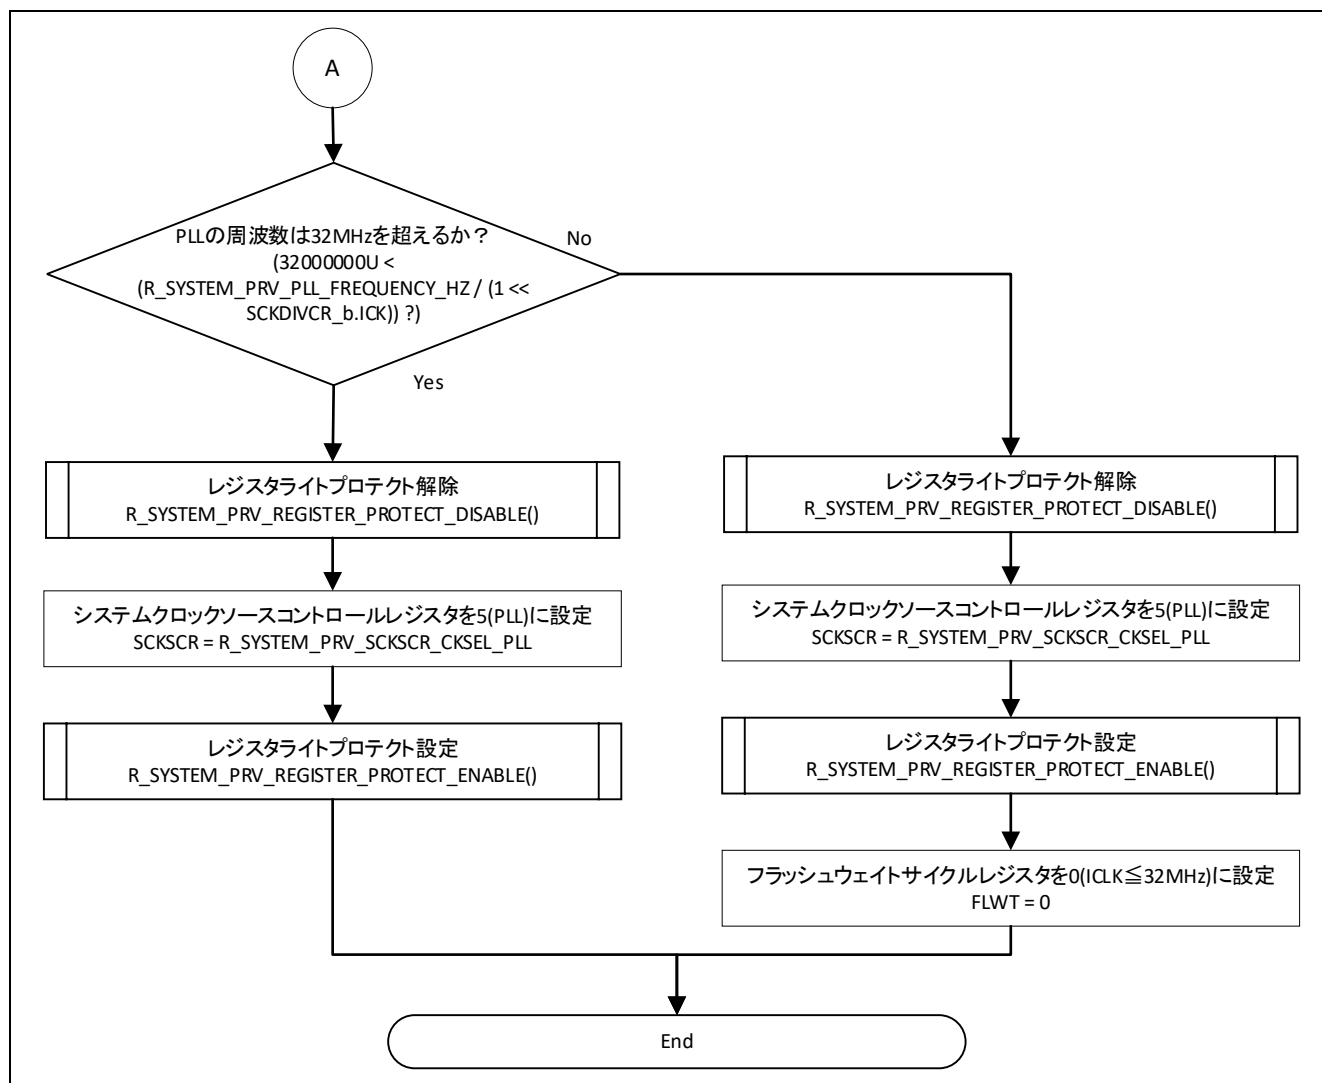 A
PLLの周波数は32MHzを超えるか？
(32000000U <
(R_SYSTEM_PRV_PLL_FREQUENCY_HZ / (1 <<
SCKDIVCR_b.ICK)) ?)
No
Yes
レジスタライトプロテクト解除
R_SYSTEM_PRV_REGISTER_PROTECT_DISABLE()
システムクロックソースコントロールレジスタを5(PLL)に設定
SCKSCR = R_SYSTEM_PRV_SCKSCR_CKSEL_PLL
レジスタライトプロテクト設定
R_SYSTEM_PRV_REGISTER_PROTECT_ENABLE()
レジスタライトプロテクト解除
R_SYSTEM_PRV_REGISTER_PROTECT_DISABLE()
システムクロックソースコントロールレジスタを5(PLL)に設定
SCKSCR = R_SYSTEM_PRV_SCKSCR_CKSEL_PLL
レジスタライトプロテクト設定
R_SYSTEM_PRV_REGISTER_PROTECT_ENABLE()
フラッシュウェイトサイクルレジスタを0(ICLK≦32MHz)に設定
FLWT = 0
End